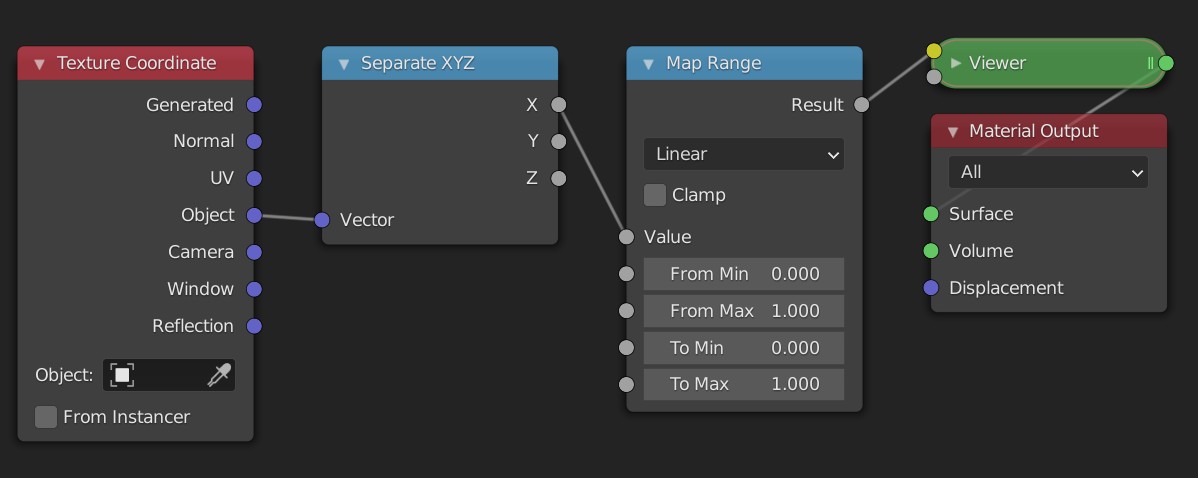 Texture Coordinate
Generated
Normal
UV
Object
Camera
Window
Reflection
Object:
From Instancer
Separate XYZ
X
Y
Z
Vector
Map Range
Result
Linear
Clamp
Value
From Min 0.000
From Max 1.000
To Min 0.000
To Max 1.000
Viewer
Material Output
All
Surface
Volume
Displacement